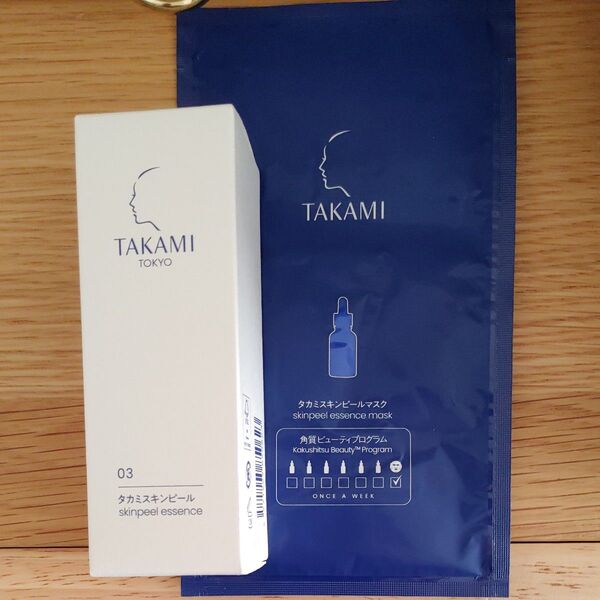 TAKAMI
TOKYO
03
タカミスキンピール
skinpeel essence
TAKAMI
タカミスキンピールマスク
skinpeel essence mask
角質ビューティプログラム
Kakushitsu Beauty™ Program
ONCE A WEEK